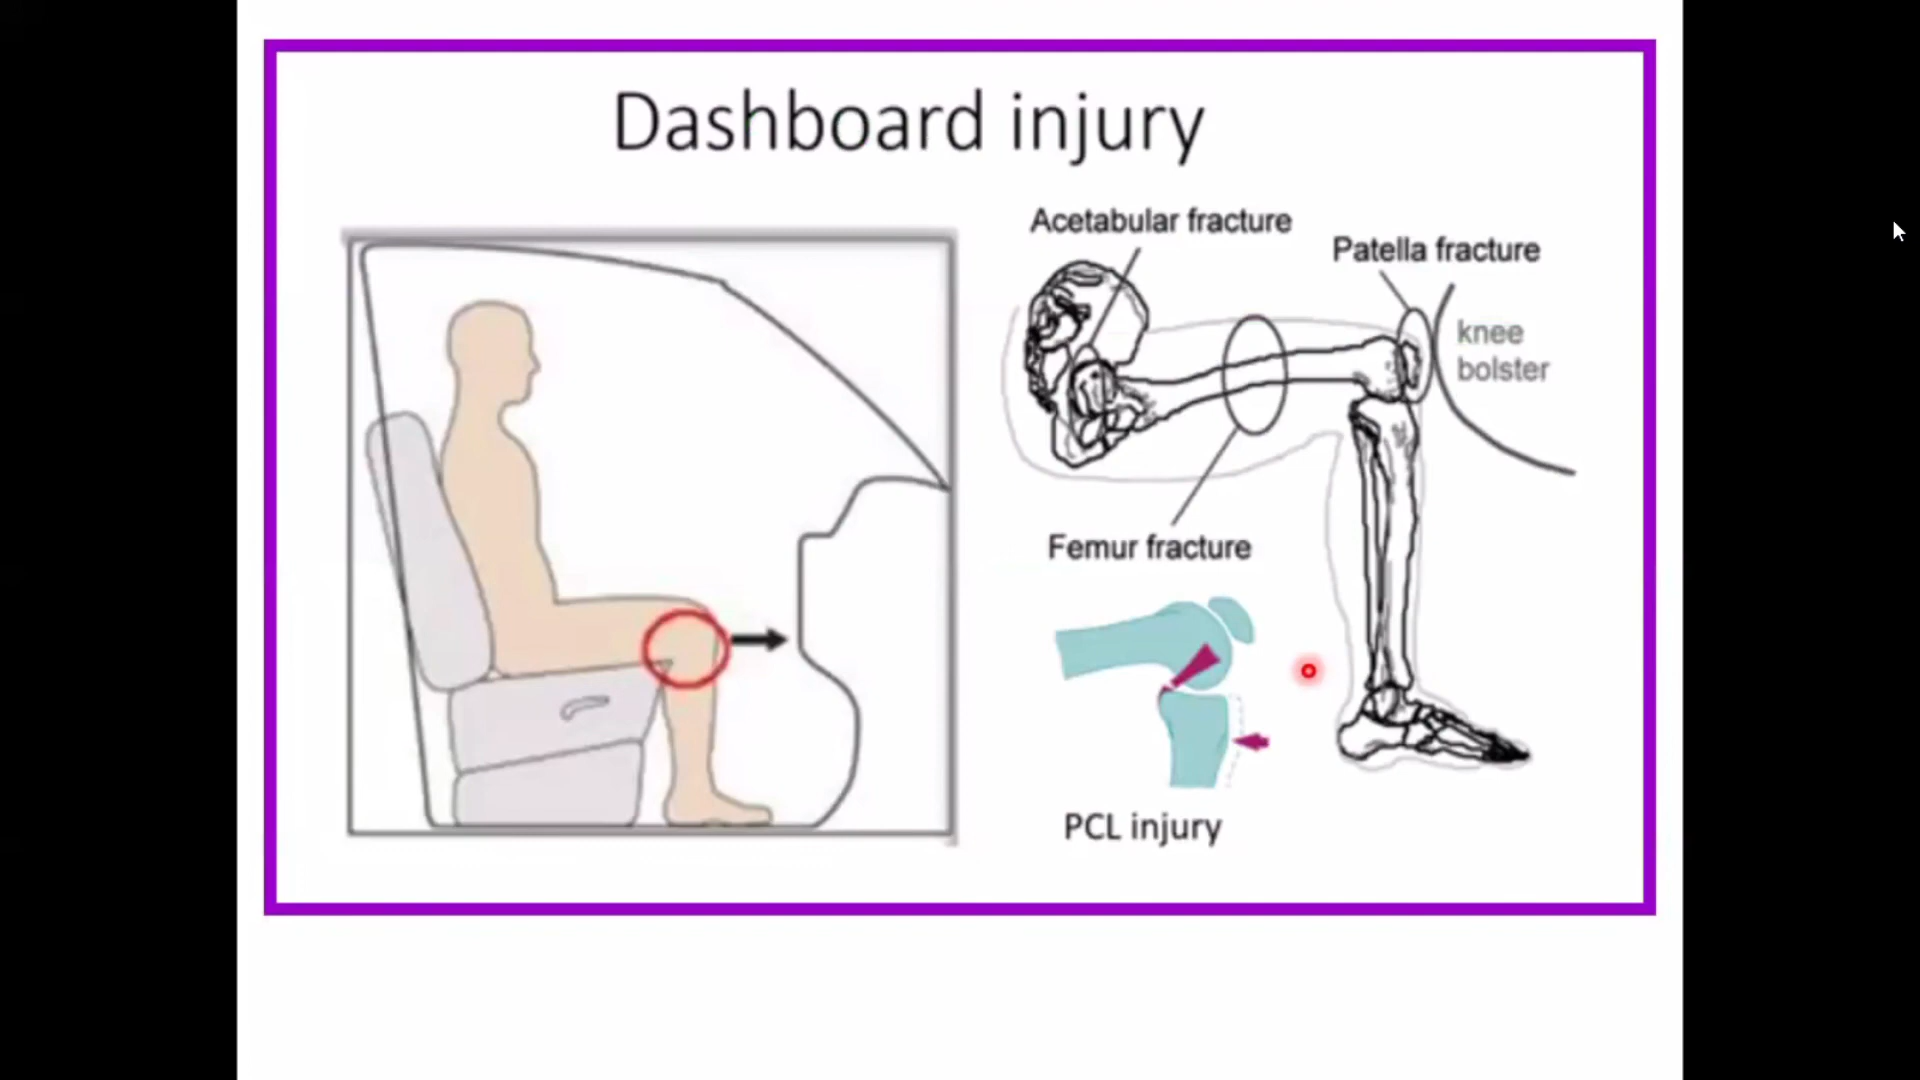 Dashboard injury
Acetabular fracture
Patella fracture
knee
bolster
Femur fracture
PCL injury